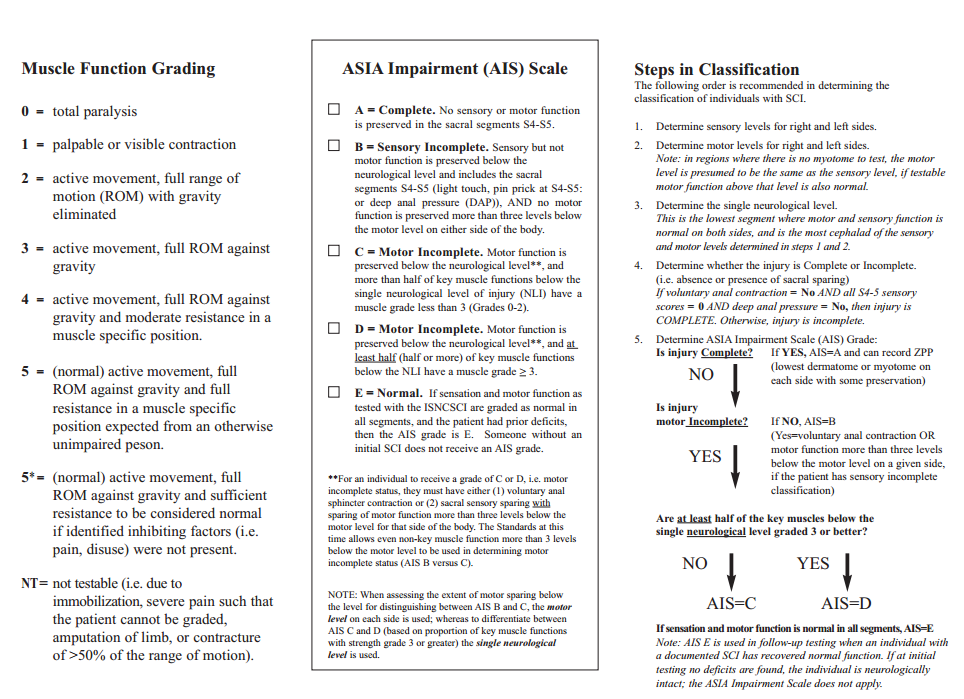 Muscle Function Grading
0 = total paralysis
1 = palpable or visible contraction
2 = active movement, full range of
motion (ROM) with gravity
eliminated
3 = active movement, full ROM against
gravity
4 = active movement, full ROM against
gravity and moderate resistance in a
muscle specific position.
5 = (normal) active movement, full
ROM against gravity and full
resistance in a muscle specific
position expected from an otherwise
unimpaired peson.
5*= (normal) active movement, full
ROM against gravity and sufficient
resistance to be considered normal
if identified inhibiting factors (i.e.
pain, disuse) were not present.
NT= not testable (i.e. due to
immobilization, severe pain such that
the patient cannot be graded,
amputation of limb, or contracture
of >50% of the range of motion).
ASIA Impairment (AIS) Scale
A = Complete. No sensory or motor function
is preserved in the sacral segments S4-S5.
B = Sensory Incomplete. Sensory but not
motor function is preserved below the
neurological level and includes the sacral
segments S4-S5 (light touch, pin prick at S4-S5:
or deep anal pressure (DAP)), AND no motor
function is preserved more than three levels below
the motor level on either side of the body.
C = Motor Incomplete. Motor function is
preserved below the neurological level**, and
more than half of key muscle functions below the
single neurological level of injury (NLI) have a
muscle grade less than 3 (Grades 0-2).
D = Motor Incomplete. Motor function is
preserved below the neurological level**, and at
least half (half or more) of key muscle functions
below the NLI have a muscle grade ≥ 3.
E = Normal. If sensation and motor function as
tested with the ISNCSCI are graded as normal in
all segments, and the patient had prior deficits,
then the AIS grade is E. Someone without an
initial SCI does not receive an AIS grade.
**For an individual to receive a grade of C or D, i.e. motor
incomplete status, they must have either (1) voluntary anal
sphincter contraction or (2) sacral sensory sparing with
sparing of motor function more than three levels below the
motor level for that side of the body. The Standards at this
time allows even non-key muscle function more than 3 levels
below the motor level to be used in determining motor
incomplete status (AIS B versus C).
NOTE: When assessing the extent of motor sparing below
the level for distinguishing between AIS B and C, the motor
level on each side is used; whereas to differentiate between
AIS C and D (based on proportion of key muscle functions
with strength grade 3 or greater) the single neurological
level is used.
Steps in Classification
The following order is recommended in determining the
classification of individuals with SCI.
1. Determine sensory levels for right and left sides.
2. Determine motor levels for right and left sides.
Note: in regions where there is no myotome to test, the motor
level is presumed to be the same as the sensory level, if testable
motor function above that level is also normal.
3. Determine the single neurological level.
This is the lowest segment where motor and sensory function is
normal on both sides, and is the most cephalad of the sensory
and motor levels determined in steps 1 and 2.
4. Determine whether the injury is Complete or Incomplete.
(i.e. absence or presence of sacral sparing)
If voluntary anal contraction = No AND all S4-5 sensory
scores = 0 AND deep anal pressure = No, then injury is
COMPLETE. Otherwise, injury is incomplete.
5. Determine ASIA Impairment Scale (AIS) Grade:
Is injury Complete? If YES, AIS=A and can record ZPP
(lowest dermatome or myotome on
each side with some preservation)
NO
Is injury
motor Incomplete? If NO, AIS=B
(Yes=voluntary anal contraction OR
motor function more than three levels
below the motor level on a given side,
if the patient has sensory incomplete
classification)
YES
Are at least half of the key muscles below the
single neurological level graded 3 or better?
NO YES
AIS=C AIS=D
If sensation and motor function is normal in all segments, AIS=E
Note: AIS E is used in follow-up testing when an individual with
a documented SCI has recovered normal function. If at initial
testing no deficits are found, the individual is neurologically
intact; the ASIA Impairment Scale does not apply.